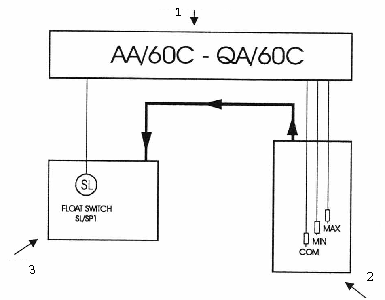 1
AA/60C - QA/60C
SL
FLOAT SWITCH
SL/SP1
MAX
MIN
COM
3
2